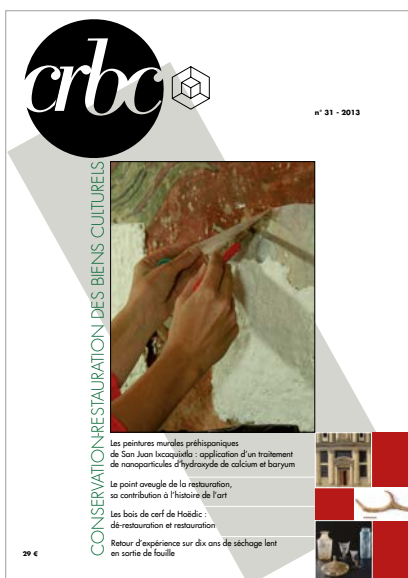 crbc
n° 31 - 2013
CONSERVATION-RESTAURATION DES BIENS CULTURELS
Les peintures murales préhispaniques
de San Juan Ixcaquixtla : application d'un traitement
de nanoparticules d'hydroxyde de calcium et baryum
Le point aveugle de la restauration,
sa contribution à l'histoire de l'art
Les bois de cerf de Hoëdic :
dé-restauration et restauration
Retour d'expérience sur dix ans de séchage lent
en sortie de fouille
29 €